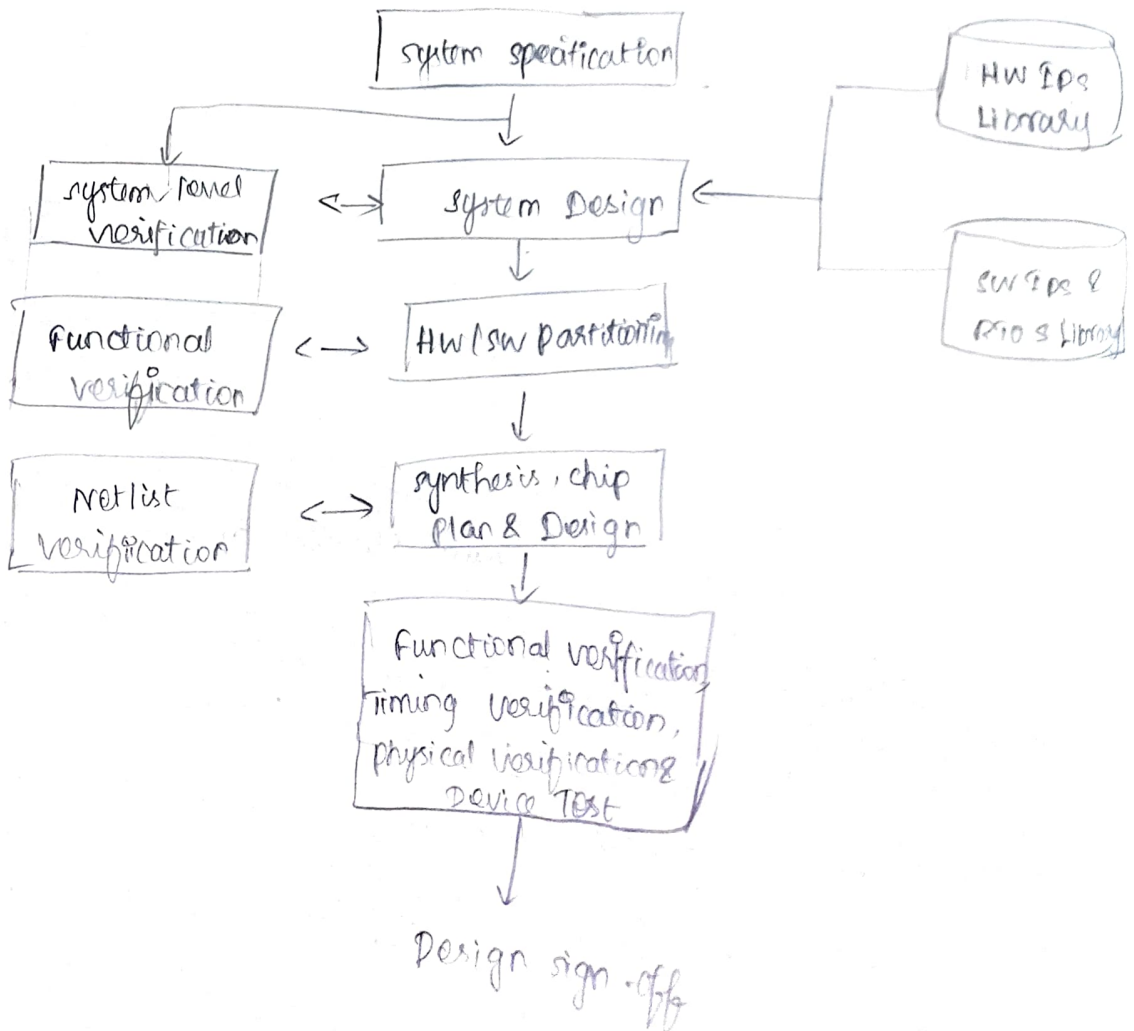 system specification
HW IPs
Library
system level
verification
system Design
SW IPs &
RTOS Library
Functional
verification
HW/SW Partitioning
Netlist
verification
synthesis, chip
plan & Design
Functional verification,
Timing verification,
physical verification &
Device Test
Design sign-off